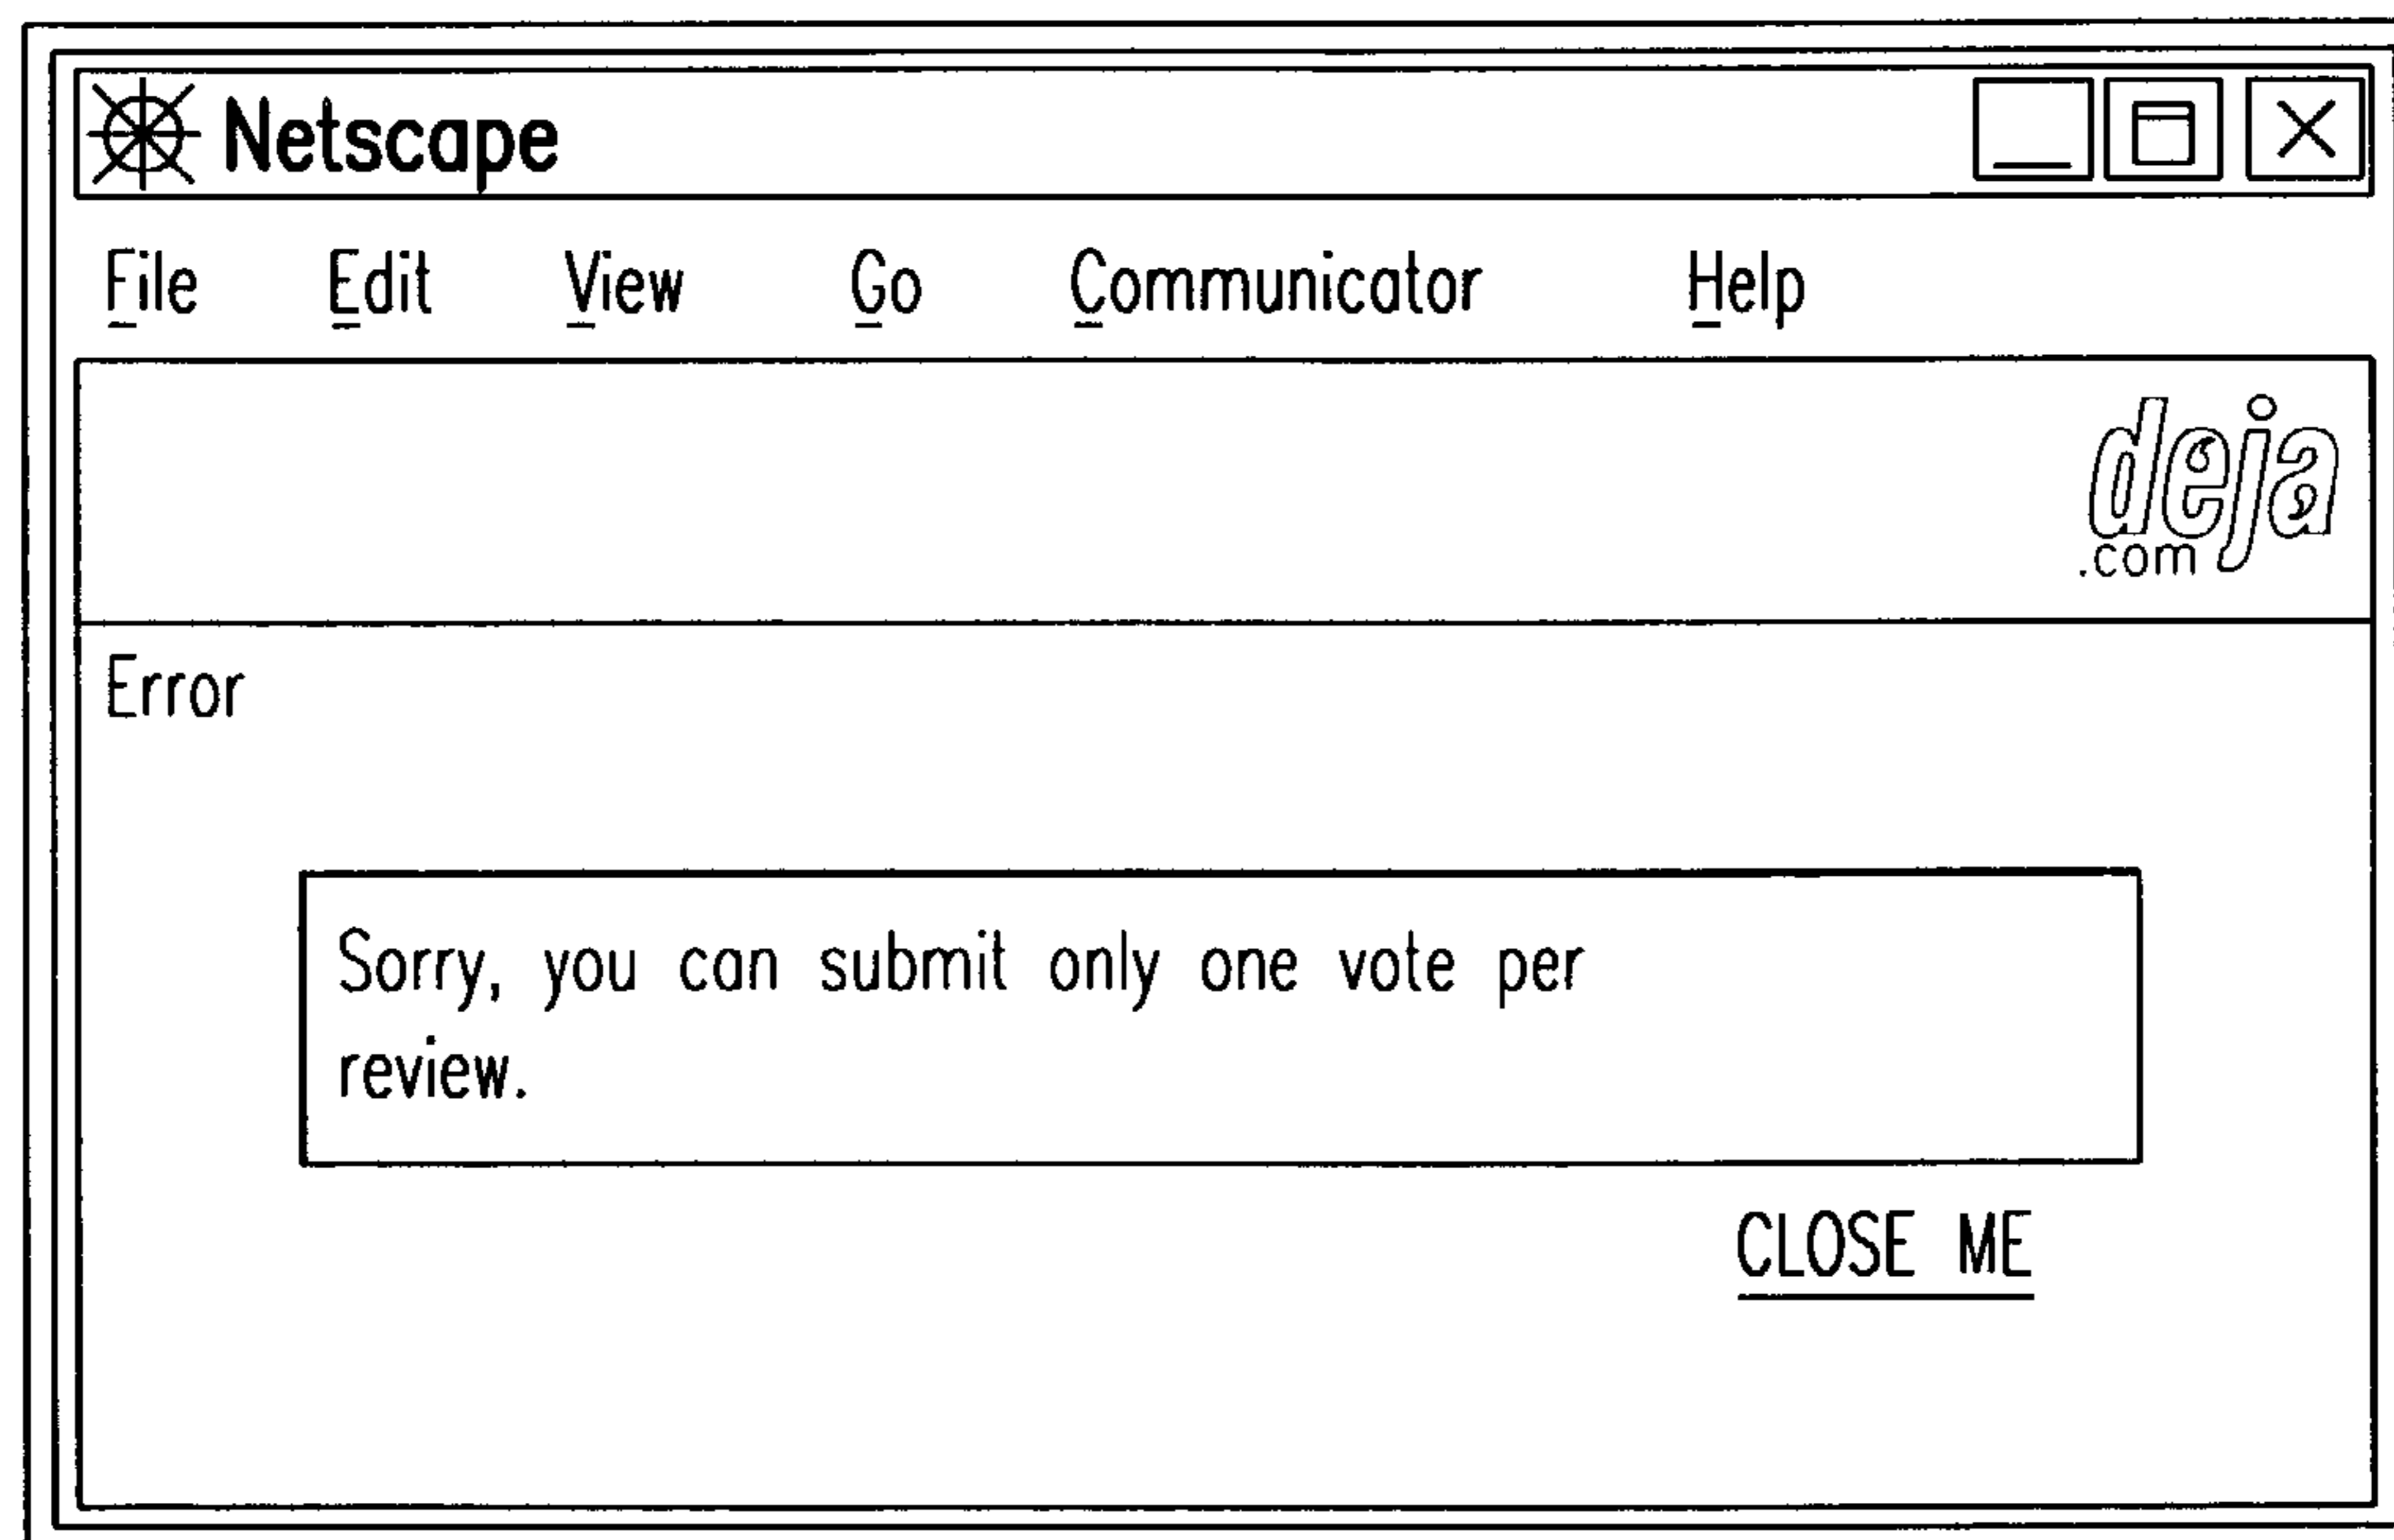 Netscape
File Edit View Go Communicator Help
deja
.com
Error
Sorry, you can submit only one vote per
review.
CLOSE ME